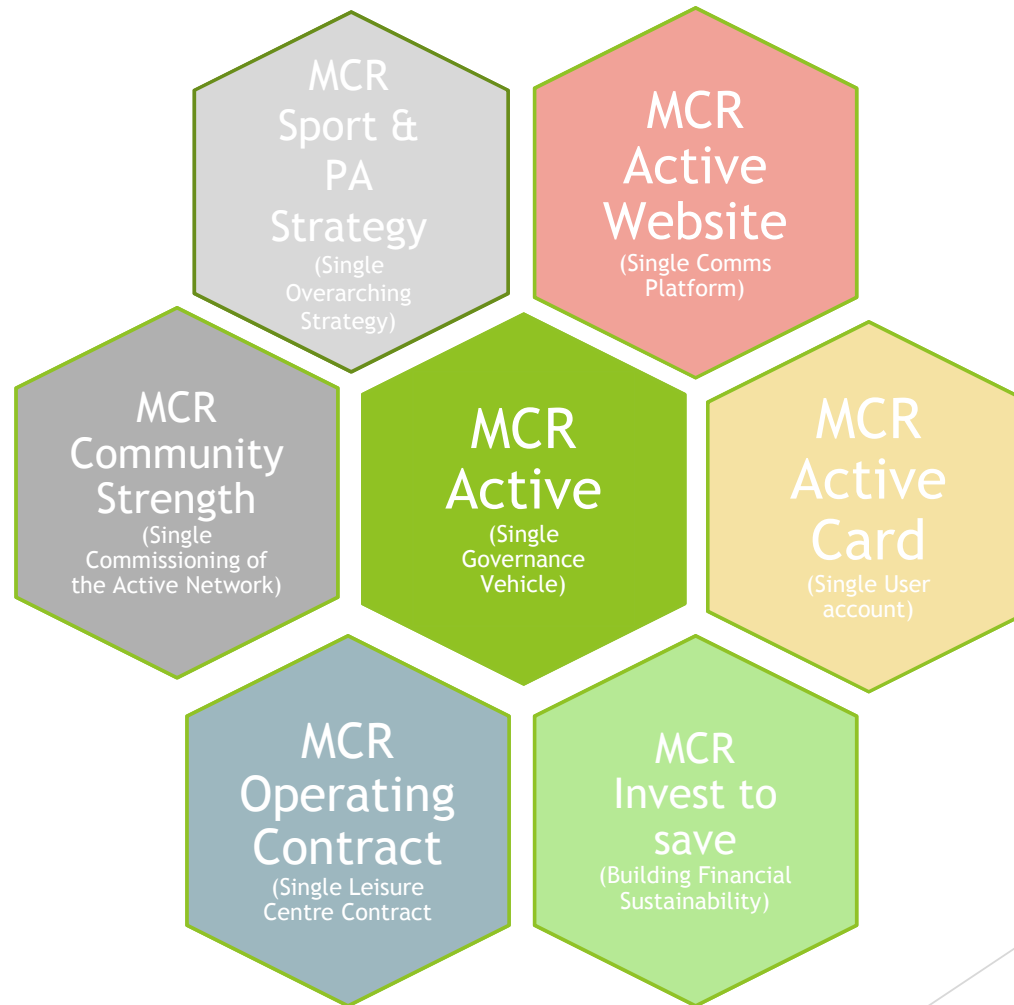 MCR
Sport &
PA
Strategy
(Single
Overarching
Strategy)
MCR
Active
Website
(Single Comms
Platform)
MCR
Community
Strength
(Single
Commissioning of
the Active Network)
MCR
Active
(Single
Governance
Vehicle)
MCR
Active
Card
(Single User
account)
MCR
Operating
Contract
(Single Leisure
Centre Contract
MCR
Invest to
save
(Building Financial
Sustainability)